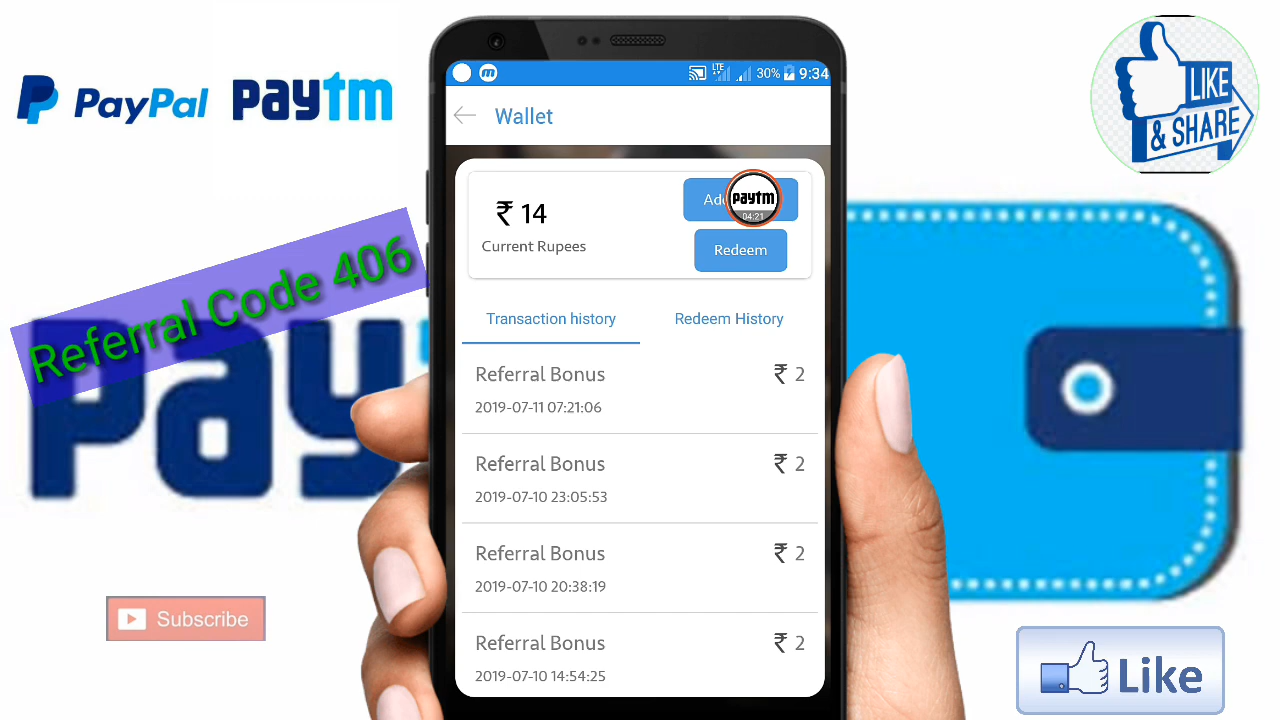 PayPal paytm
LIKE
& SHARE
m
LTE
30% 9:34
Wallet
₹ 14
Current Rupees
paytm
04:21
Redeem
Referral Code 406
Pay
Transaction history
Redeem History
Referral Bonus ₹ 2
2019-07-11 07:21:06
Referral Bonus ₹ 2
2019-07-10 23:05:53
Referral Bonus ₹ 2
2019-07-10 20:38:19
Referral Bonus ₹ 2
2019-07-10 14:54:25
Subscribe
Like